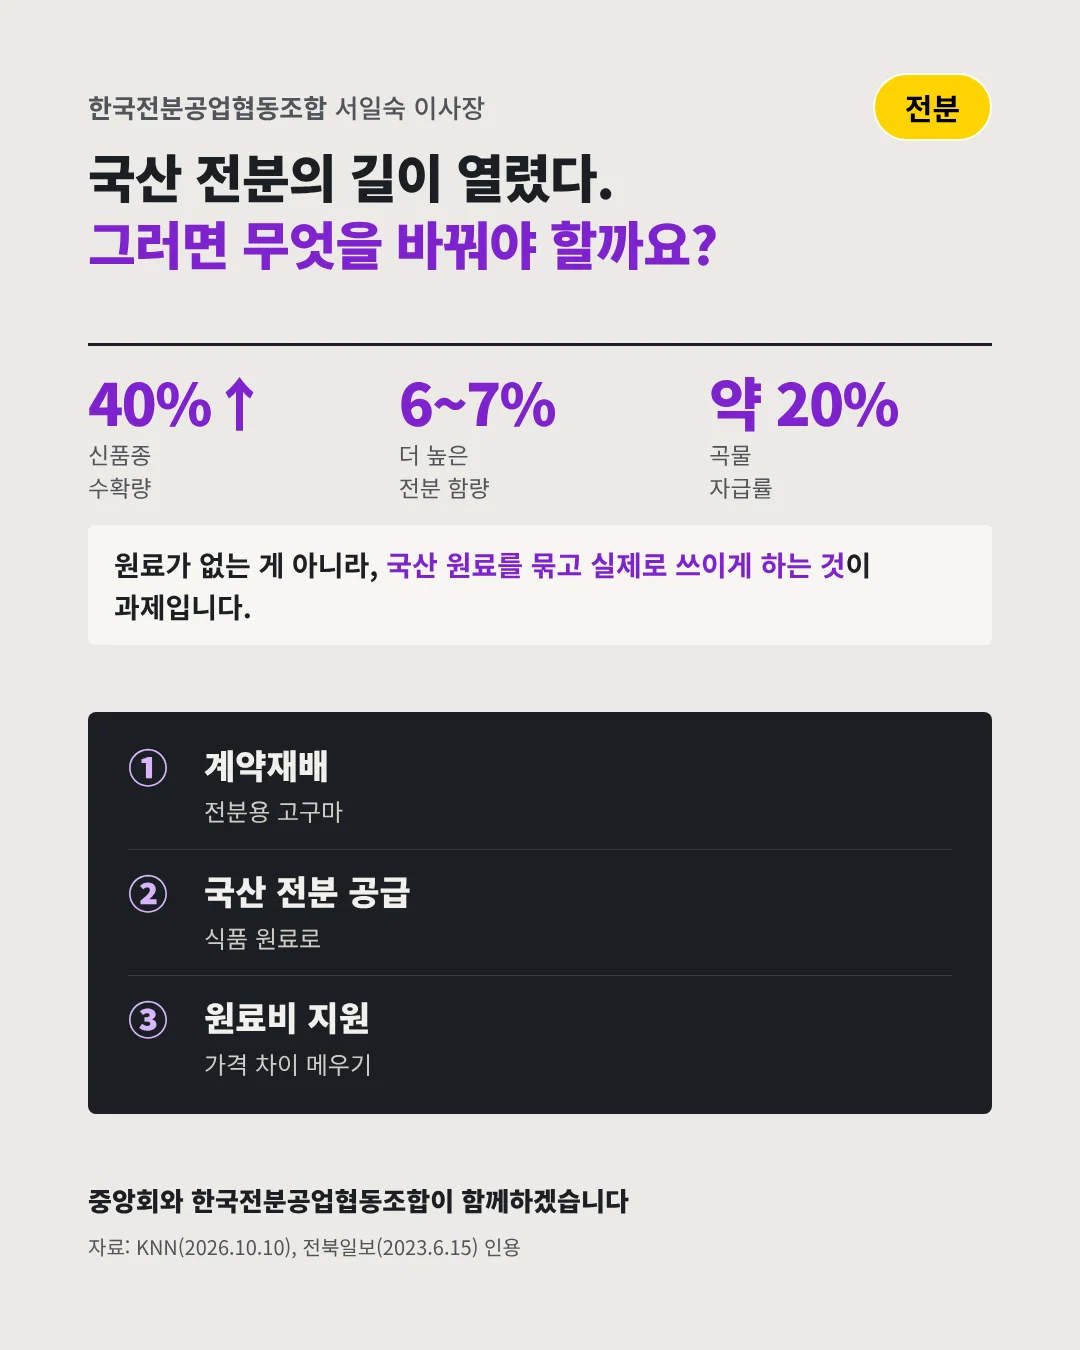 한국전분공업협동조합 서일숙 이사장
전분
국산 전분의 길이 열렸다.
그러면 무엇을 바꿔야 할까요?
40%↑
신품종
수확량
6~7%
더 높은
전분 함량
약 20%
곡물
자급률
원료가 없는 게 아니라, 국산 원료를 묶고 실제로 쓰이게 하는 것이
과제입니다.
① 계약재배
전분용 고구마
② 국산 전분 공급
식품 원료로
③ 원료비 지원
가격 차이 메우기
중앙회와 한국전분공업협동조합이 함께하겠습니다
자료: KNN(2026.10.10), 전북일보(2023.6.15) 인용